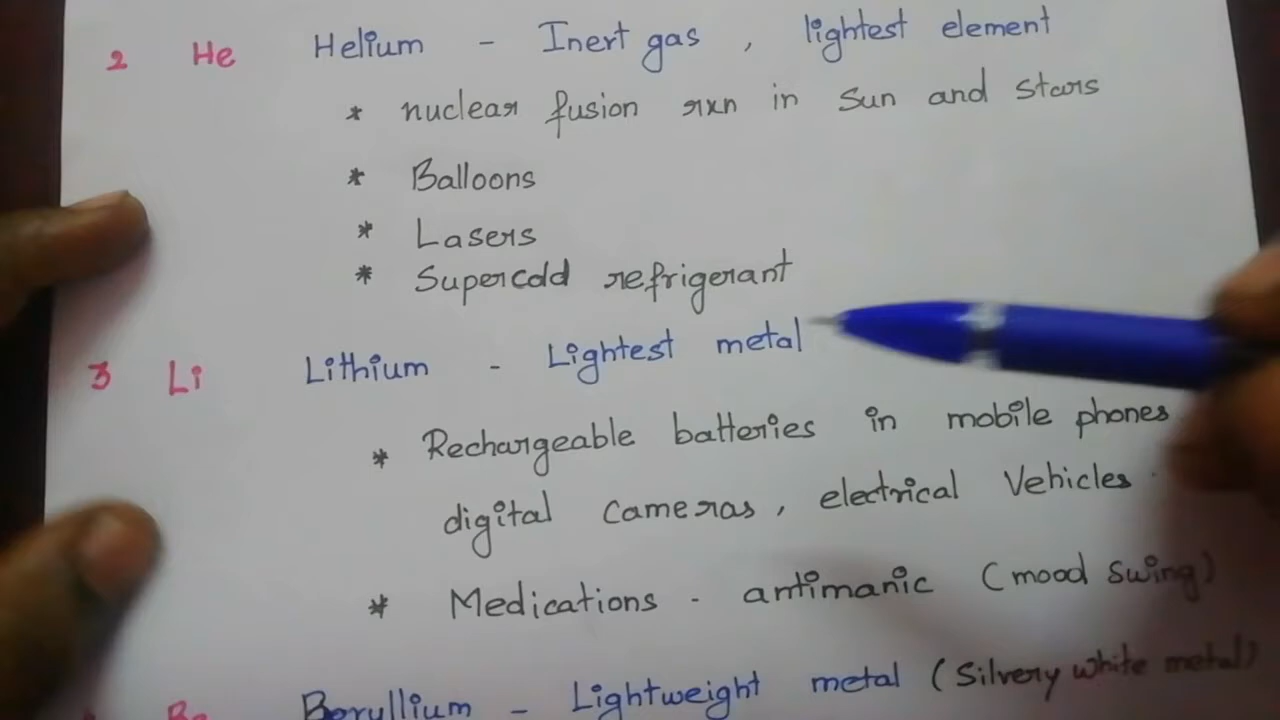 2 He Helium - Inert gas, lightest element
* nuclear fusion rxn in Sun and stars
* Balloons
* Lasers
* Supercold refrigerant
3 Li Lithium - Lightest metal
* Rechargeable batteries in mobile phones
digital cameras, electrical Vehicles.
* Medications - antimanic (mood swing)
Be Beryllium - Lightweight metal (Silvery white metal)